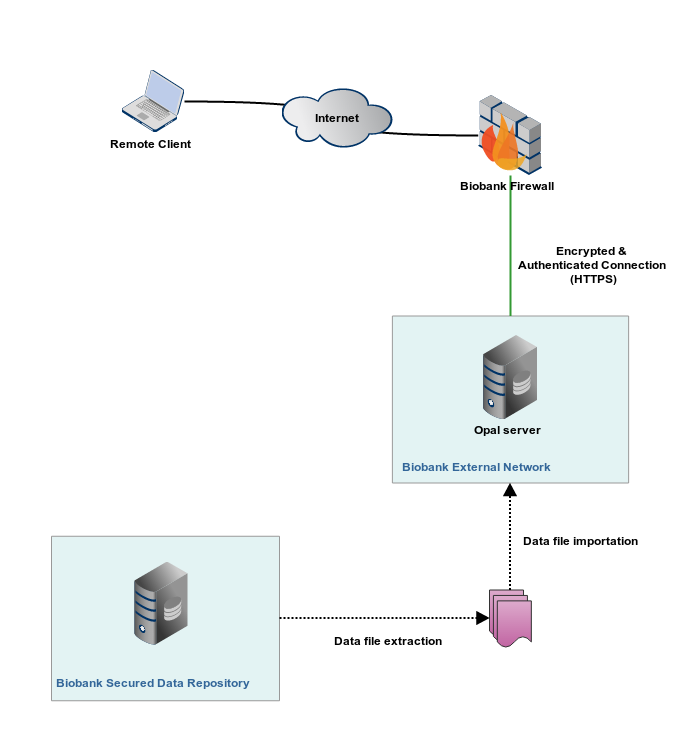 Internet
Remote Client
Biobank Firewall
Encrypted &
Authenticated Connection
(HTTPS)
Opal server
Biobank External Network
Data file importation
Data file extraction
Biobank Secured Data Repository